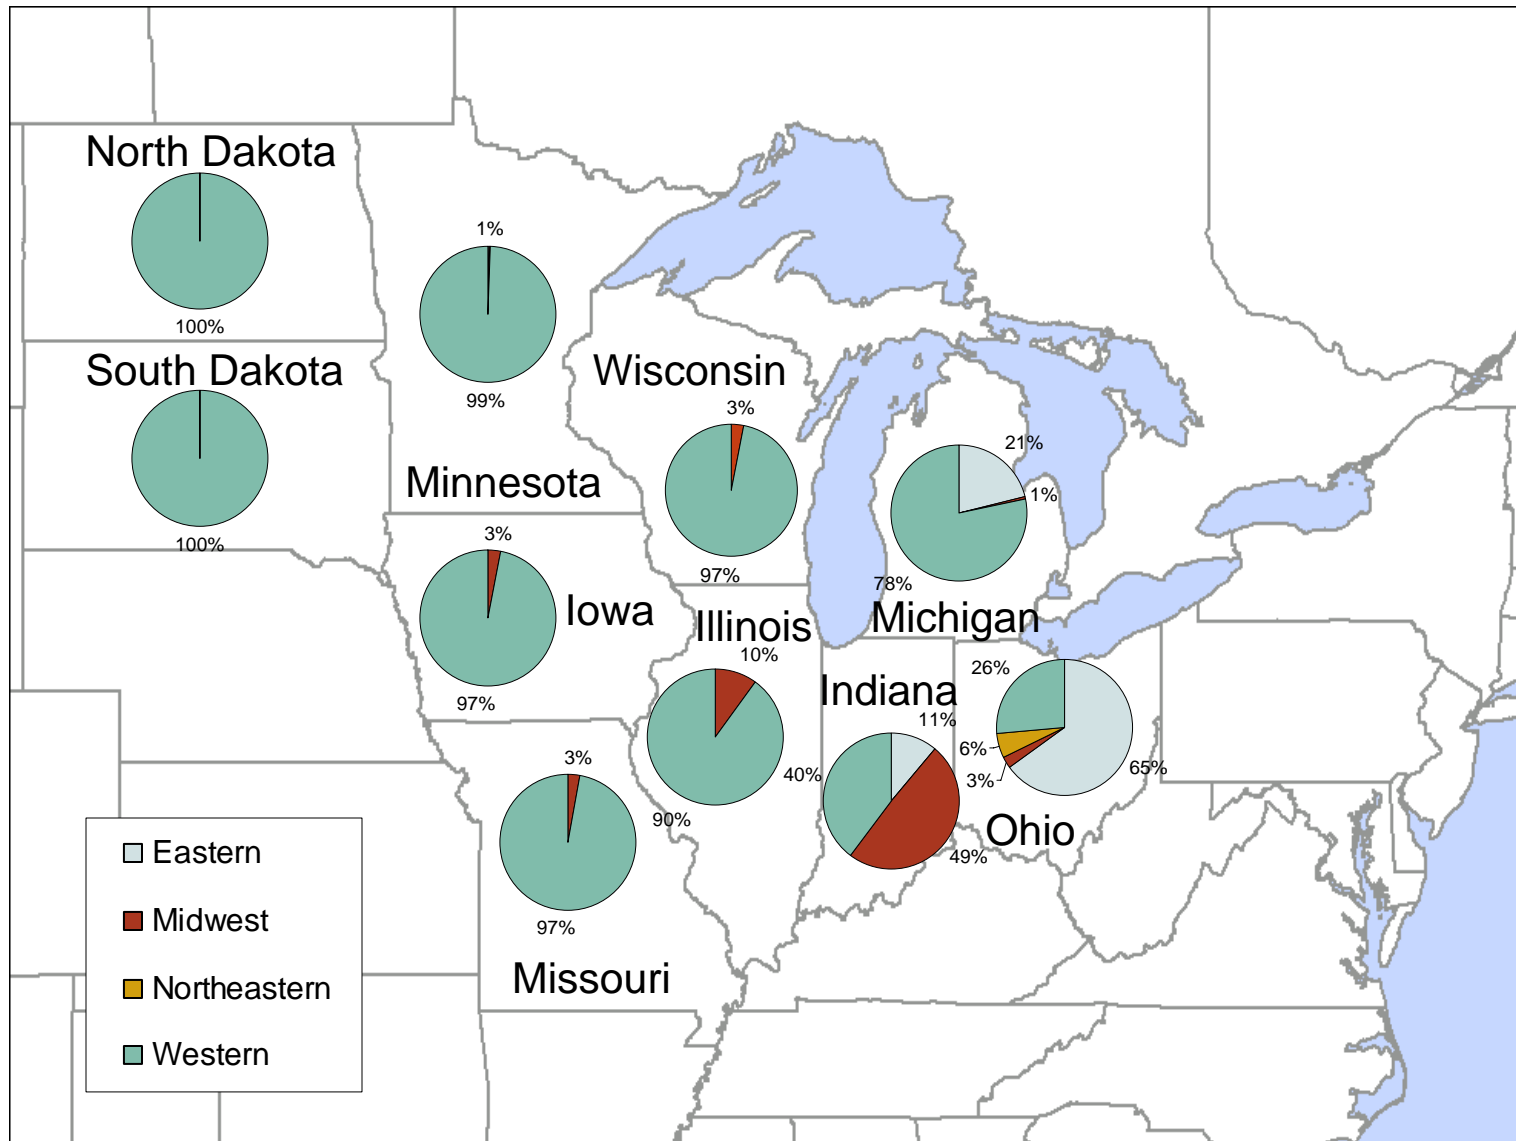 North Dakota
100%
South Dakota
100%
1%
99%
Minnesota
Wisconsin
3%
97%
21%
1%
78%
Michigan
3%
Iowa
97%
Illinois
10%
90%
Indiana
11%
40%
49%
26%
6%
3%
65%
Ohio
3%
97%
Missouri
Eastern
Midwest
Northeastern
Western